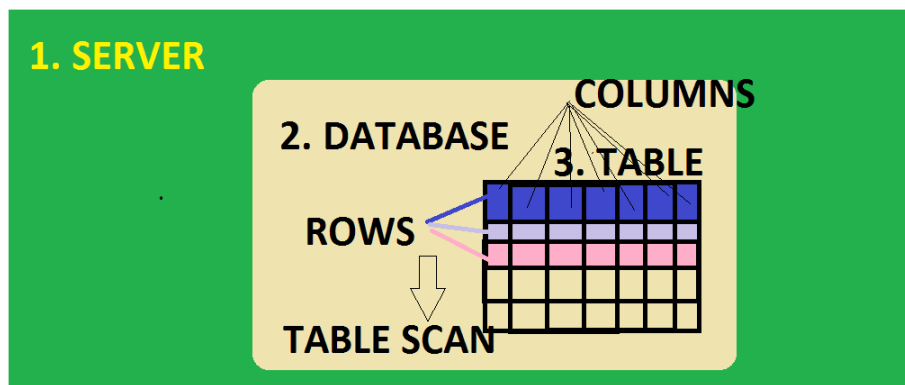 1. SERVER
COLUMNS
2. DATABASE
3. TABLE
ROWS
TABLE SCAN